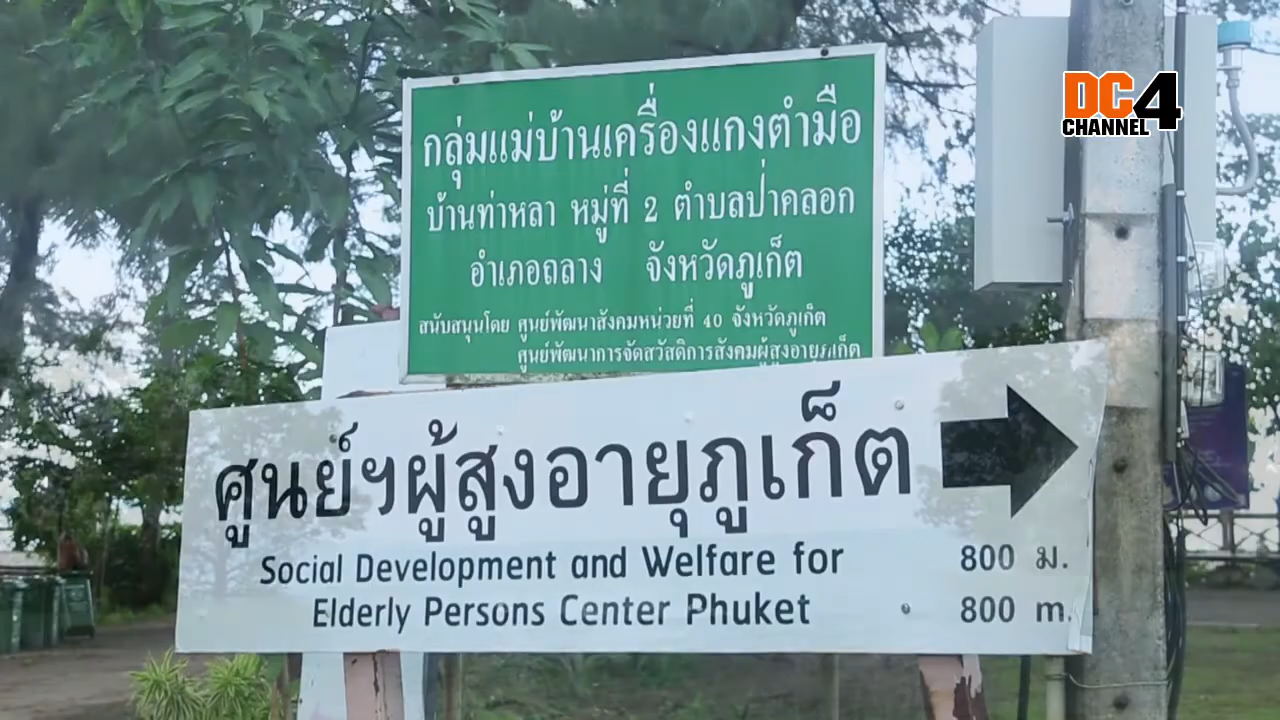 DC4
CHANNEL
กลุ่มแม่บ้านเครื่องแกงตำมือ
บ้านท่าหลา หมู่ที่ 2 ตำบลป่าคลอก
อำเภอถลาง จังหวัดภูเก็ต
สนับสนุนโดย ศูนย์พัฒนาสังคมหน่วยที่ 40 จังหวัดภูเก็ต
ศูนย์พัฒนาการจัดสวัสดิการสังคมผู้สูงอายุภูเก็ต
ศูนย์ฯผู้สูงอายุภูเก็ต
Social Development and Welfare for 800 ม.
Elderly Persons Center Phuket 800 m.